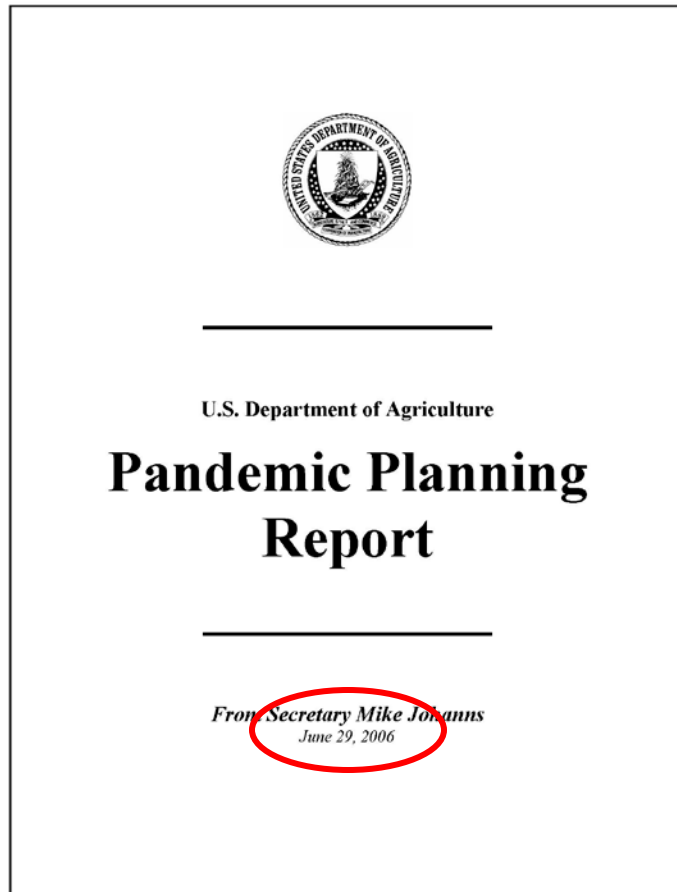 UNITED STATES DEPARTMENT OF AGRICULTURE
U.S. Department of Agriculture
Pandemic Planning
Report
From Secretary Mike Johanns
June 29, 2006